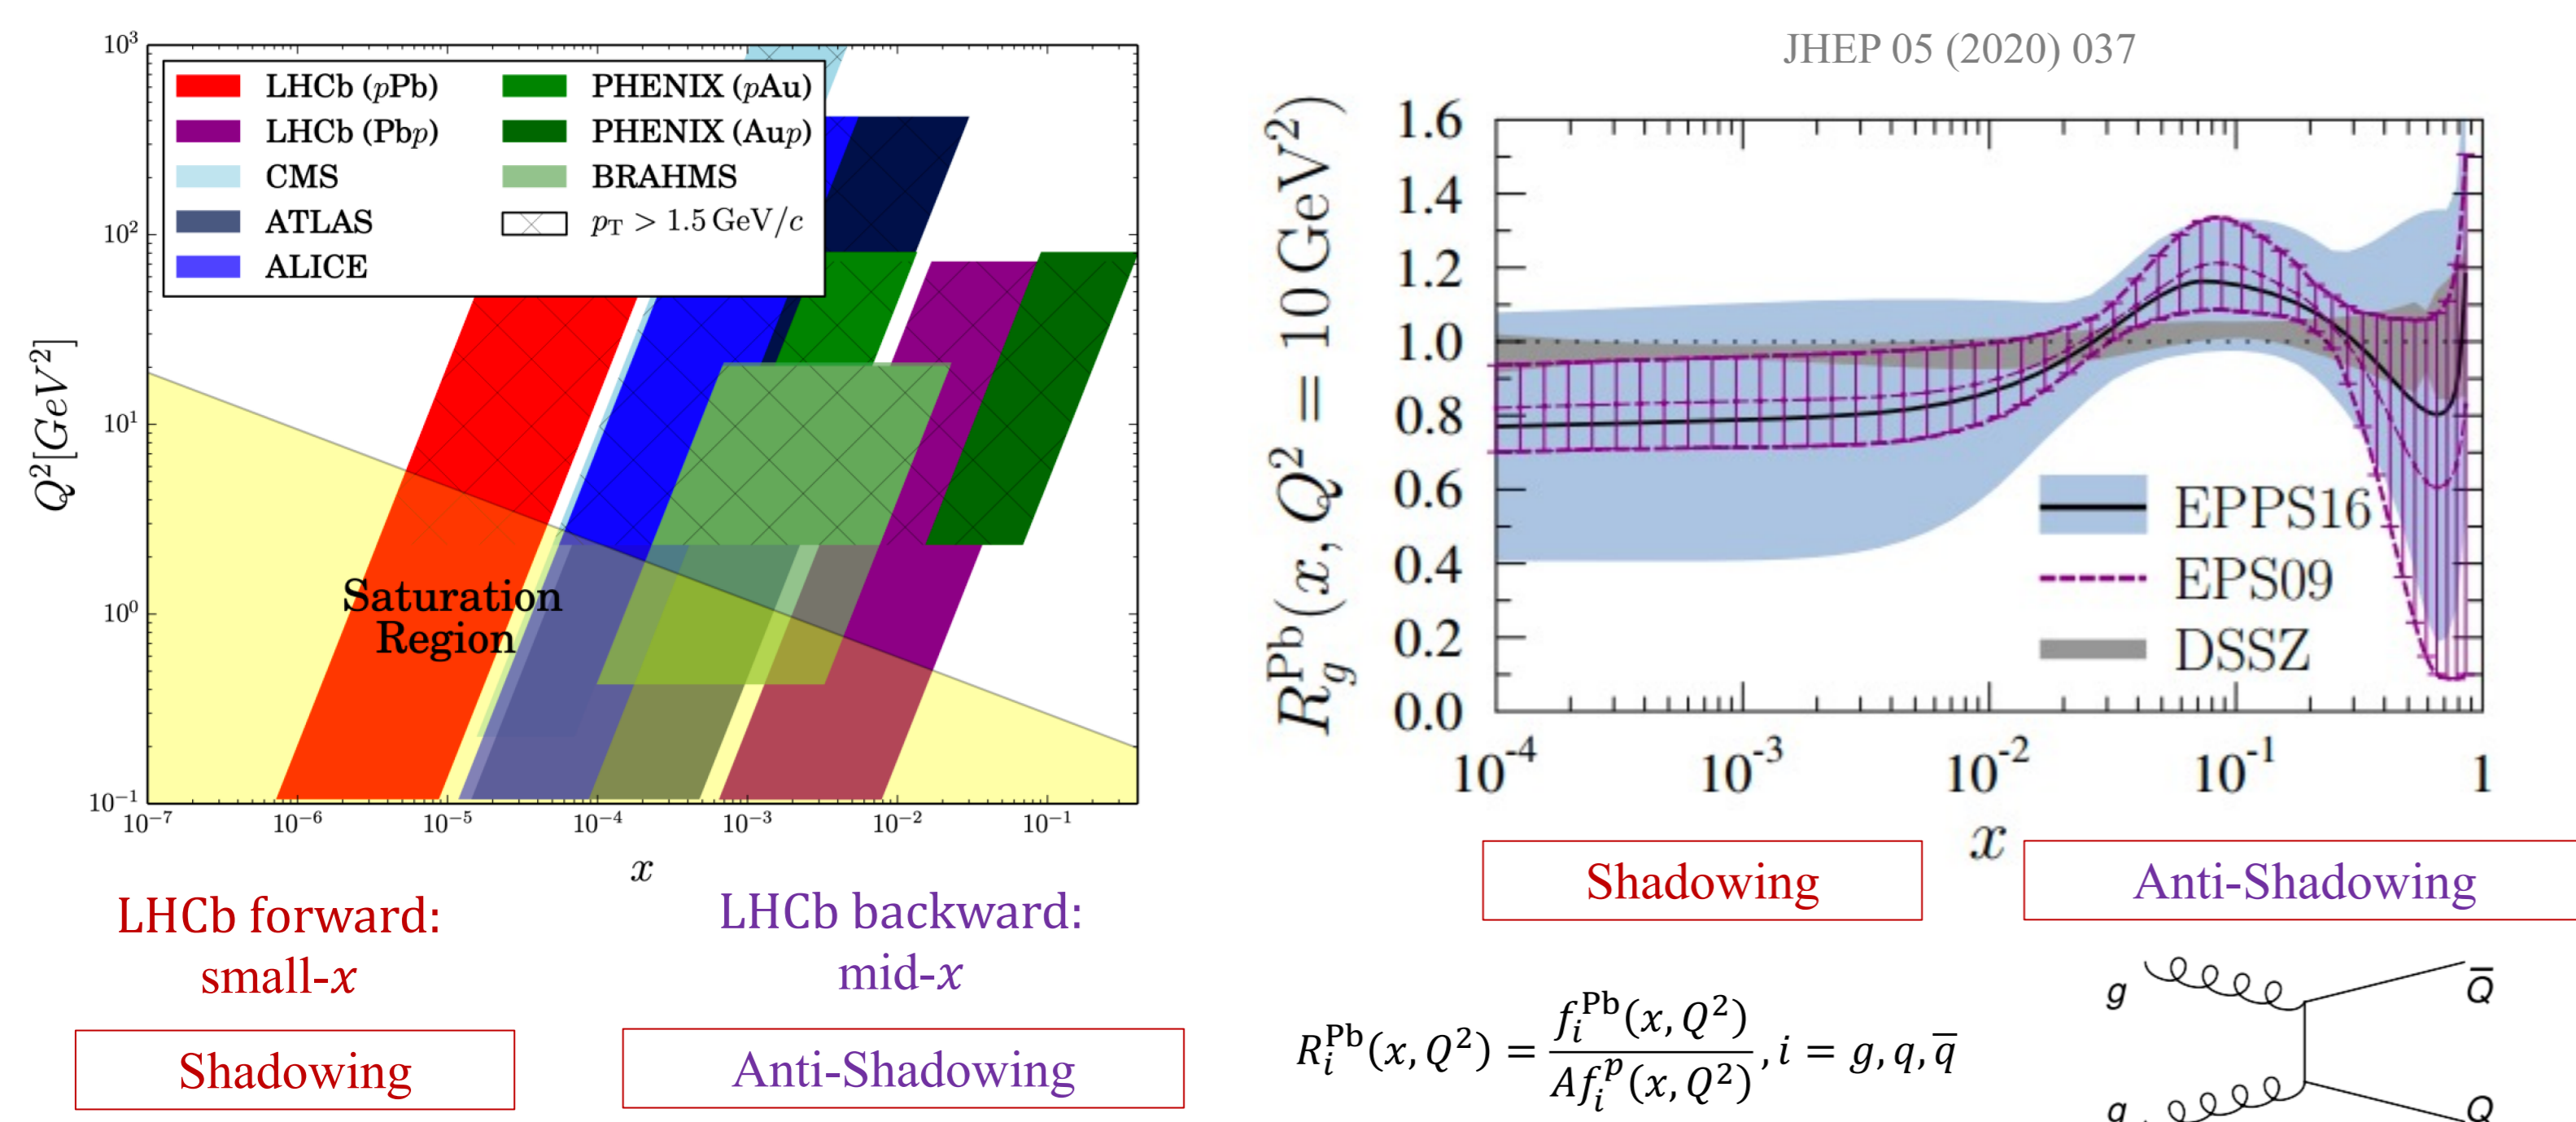 10³
10²
10¹
10⁰
10⁻¹
Q²[GeV²]
LHCb (pPb)
LHCb (Pbp)
CMS
ATLAS
ALICE
PHENIX (pAu)
PHENIX (Aup)
BRAHMS
p_T > 1.5 GeV/c
Saturation
Region
10⁻⁷ 10⁻⁶ 10⁻⁵ 10⁻⁴ 10⁻³ 10⁻² 10⁻¹
x
LHCb forward:
small-x
Shadowing
LHCb backward:
mid-x
Anti-Shadowing
JHEP 05 (2020) 037
R_g^Pb(x, Q² = 10 GeV²)
1.6
1.4
1.2
1.0
0.8
0.6
0.4
0.2
0.0
EPPS16
EPS09
DSSZ
10⁻⁴ 10⁻³ 10⁻² 10⁻¹ 1
x
Shadowing
Anti-Shadowing
R_i^Pb(x, Q²) = f_i^Pb(x, Q²) / A f_i^p(x, Q²), i = g, q, q̅
g
Q̅
g
Q